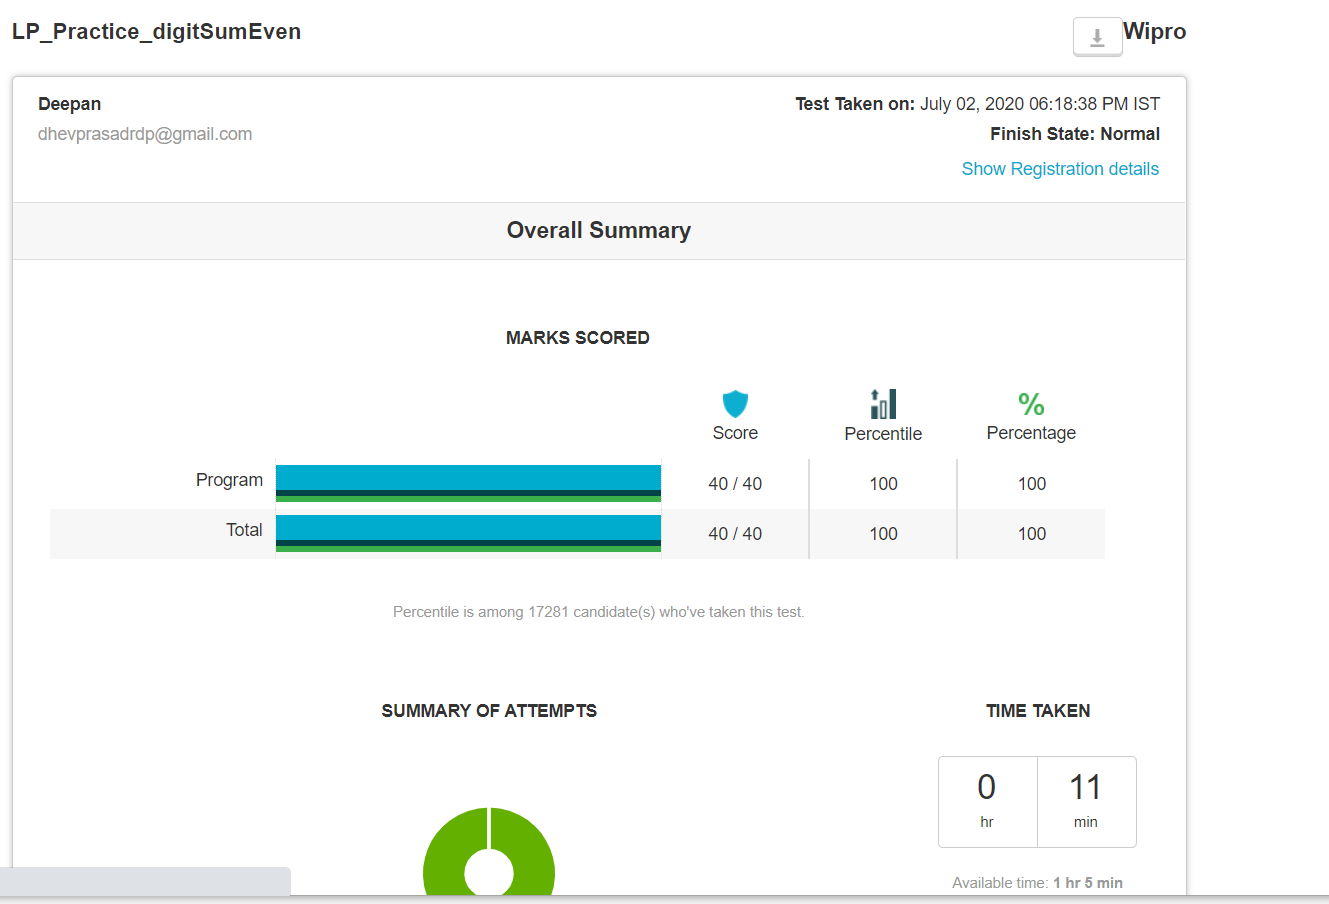 LP_Practice_digitSumEven
Wipro
Deepan
Test Taken on: July 02, 2020 06:18:38 PM IST
dhevprasadrdp@gmail.com
Finish State: Normal
Show Registration details
Overall Summary
MARKS SCORED
%
Score Percentile Percentage
Program 40 / 40 100 100
Total 40 / 40 100 100
Percentile is among 17281 candidate(s) who've taken this test.
SUMMARY OF ATTEMPTS
TIME TAKEN
0 11
hr min
Available time: 1 hr 5 min